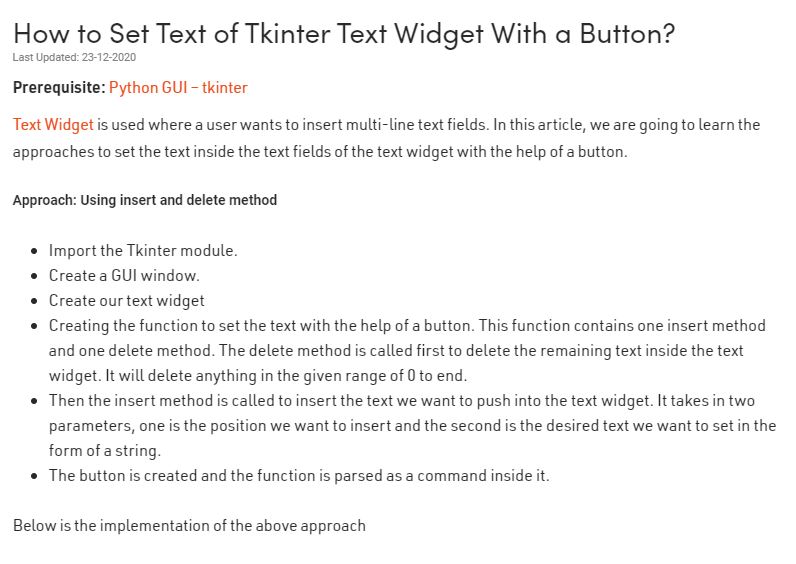 How to Set Text of Tkinter Text Widget With a Button?
Last Updated: 23-12-2020
Prerequisite: Python GUI – tkinter
Text Widget is used where a user wants to insert multi-line text fields. In this article, we are going to learn the
approaches to set the text inside the text fields of the text widget with the help of a button.
Approach: Using insert and delete method
• Import the Tkinter module.
• Create a GUI window.
• Create our text widget
• Creating the function to set the text with the help of a button. This function contains one insert method
and one delete method. The delete method is called first to delete the remaining text inside the text
widget. It will delete anything in the given range of 0 to end.
• Then the insert method is called to insert the text we want to push into the text widget. It takes in two
parameters, one is the position we want to insert and the second is the desired text we want to set in the
form of a string.
• The button is created and the function is parsed as a command inside it.
Below is the implementation of the above approach